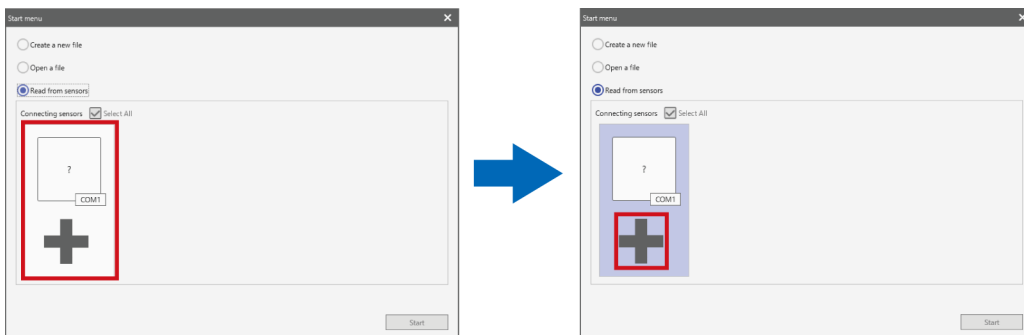 Start menu
Create a new file
Open a file
Read from sensors
Connecting sensors Select All
?
COM1
Start
Start menu
Create a new file
Open a file
Read from sensors
Connecting sensors Select All
?
COM1
Start